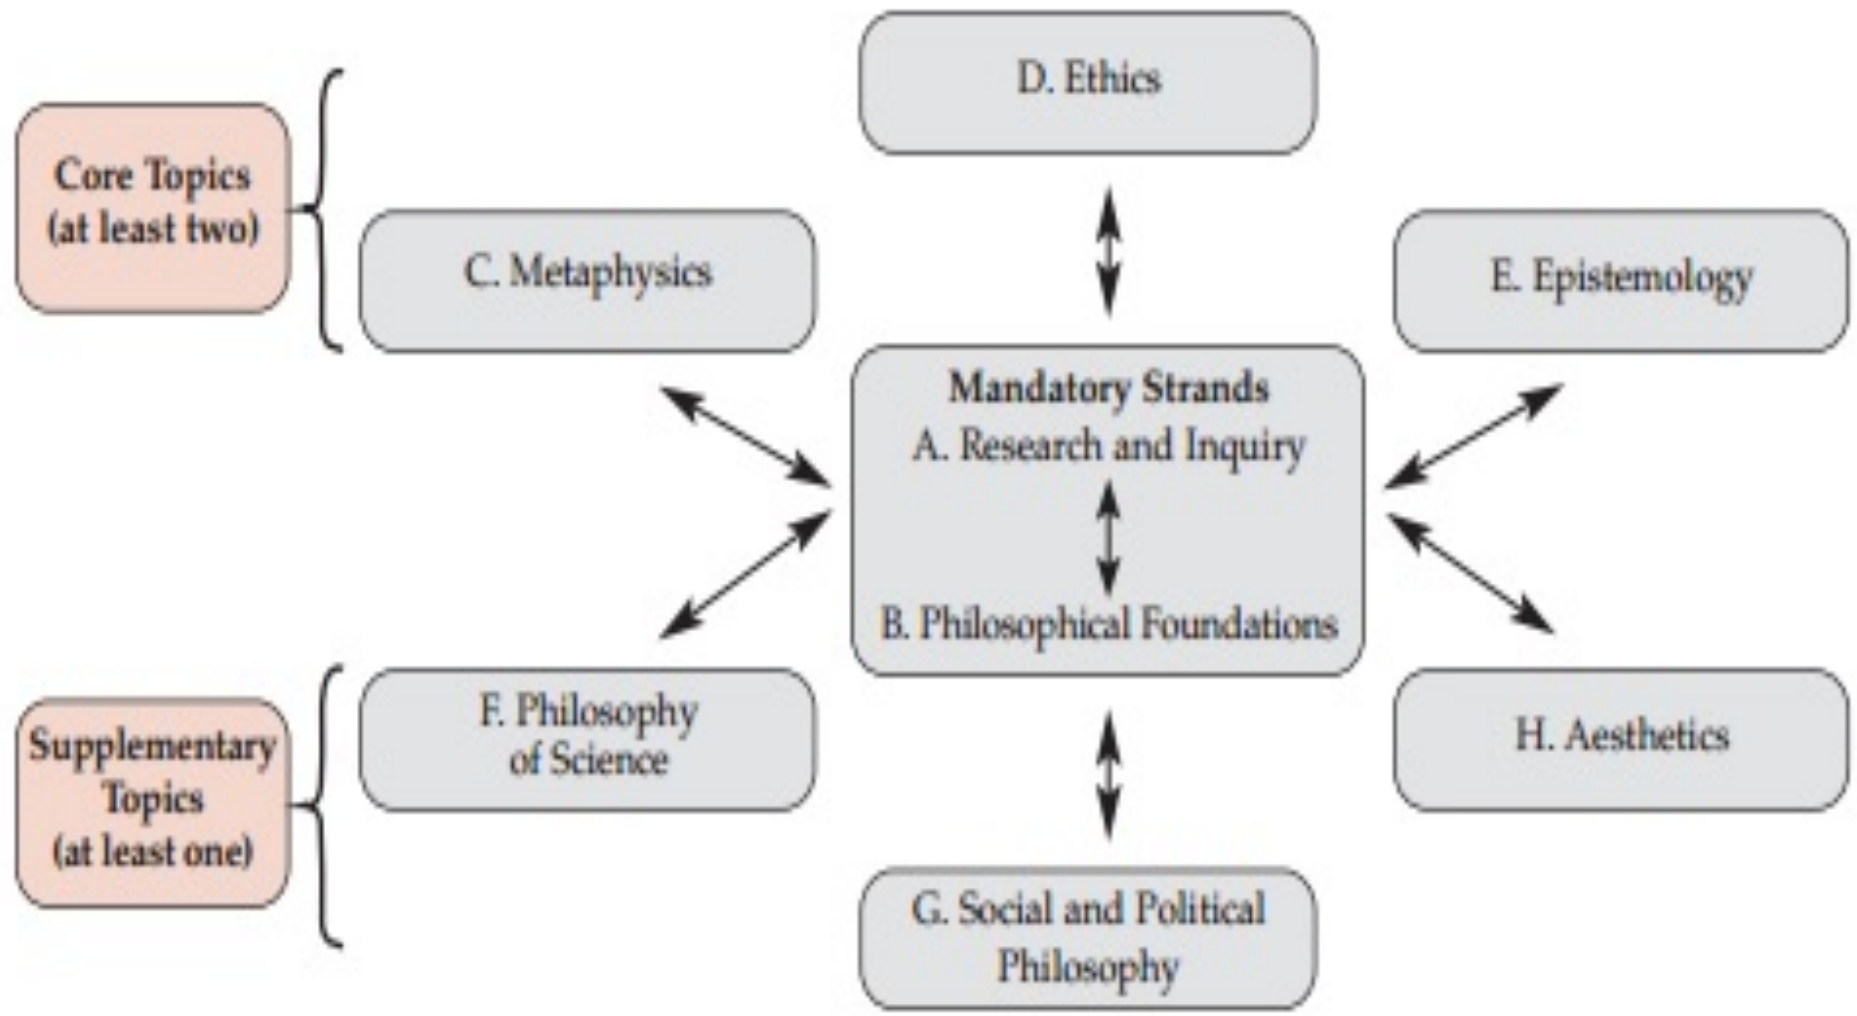 D. Ethics
Core Topics
(at least two)
C. Metaphysics
E. Epistemology
Mandatory Strands
A. Research and Inquiry
B. Philosophical Foundations
Supplementary
Topics
(at least one)
F. Philosophy
of Science
H. Aesthetics
G. Social and Political
Philosophy